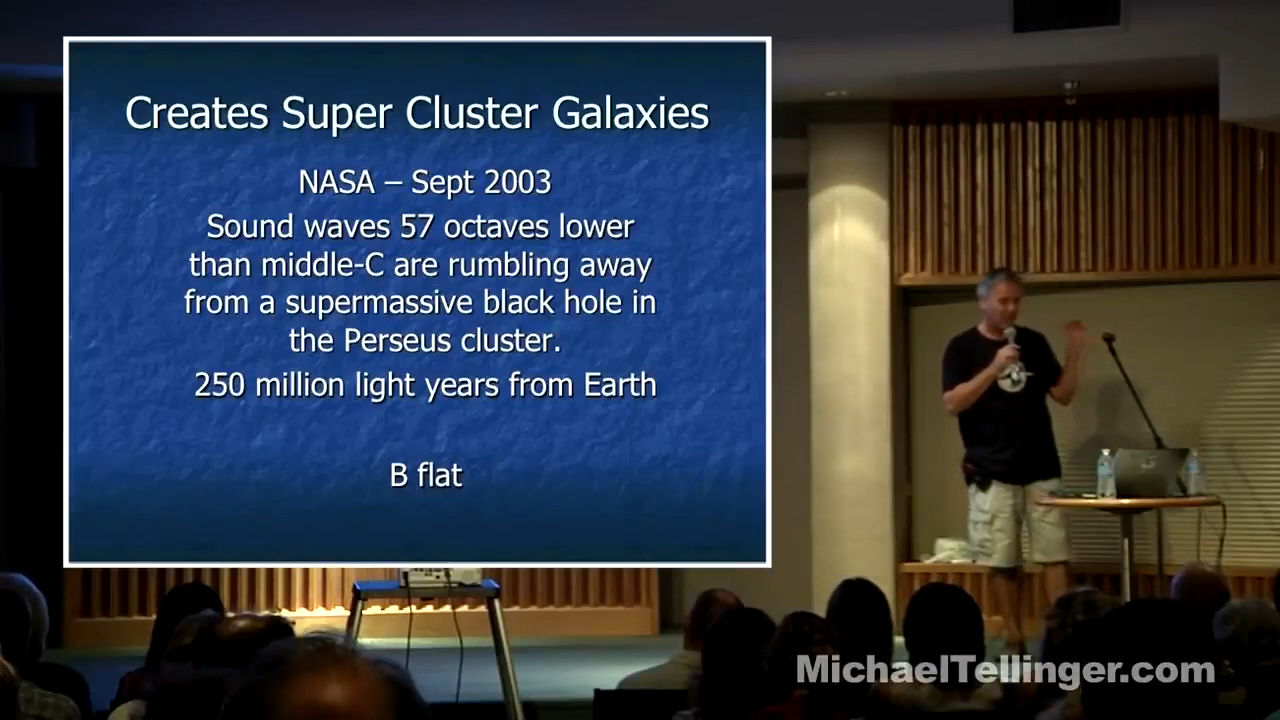 Creates Super Cluster Galaxies
NASA – Sept 2003
Sound waves 57 octaves lower
than middle-C are rumbling away
from a supermassive black hole in
the Perseus cluster.
250 million light years from Earth
B flat
MichaelTellinger.com